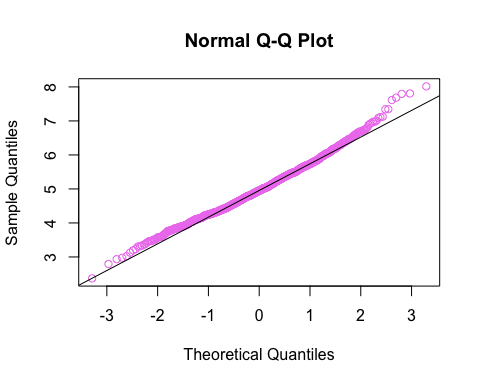 Normal Q-Q Plot
8
7
6
5
4
3
Sample Quantiles
-3 -2 -1 0 1 2 3
Theoretical Quantiles